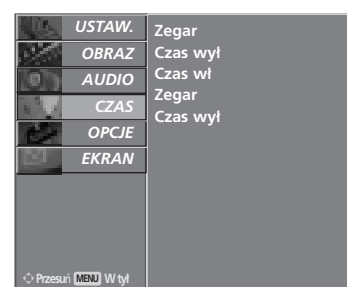 USTAW.
OBRAZ
AUDIO
CZAS
OPCJE
EKRAN
Zegar
Czas wył
Czas wł
Zegar
Czas wył
Przesuń MENU W tył